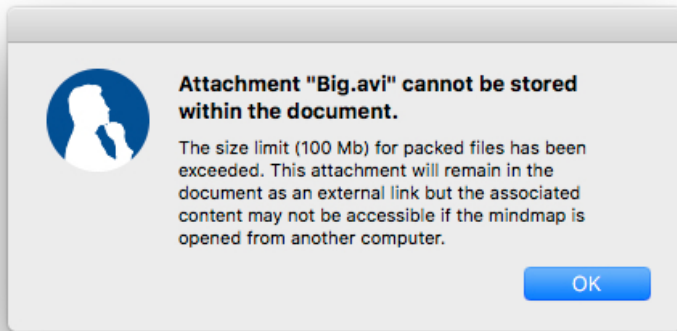 Attachment "Big.avi" cannot be stored
within the document.
The size limit (100 Mb) for packed files has been
exceeded. This attachment will remain in the
document as an external link but the associated
content may not be accessible if the mindmap is
opened from another computer.
OK